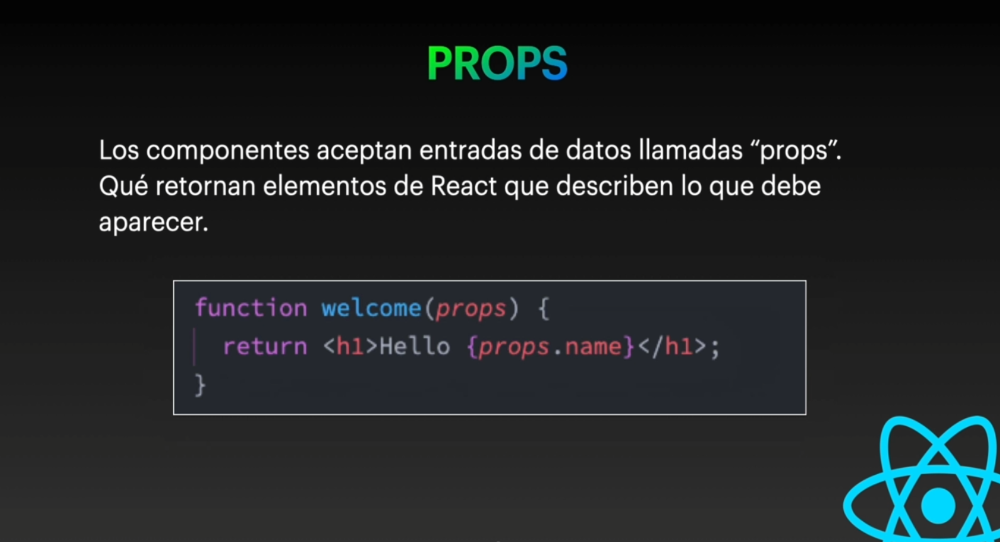 PROPS
Los componentes aceptan entradas de datos llamadas “props”.
Qué retornan elementos de React que describen lo que debe
aparecer.
function welcome(props) {
return <h1>Hello {props.name}</h1>;
}